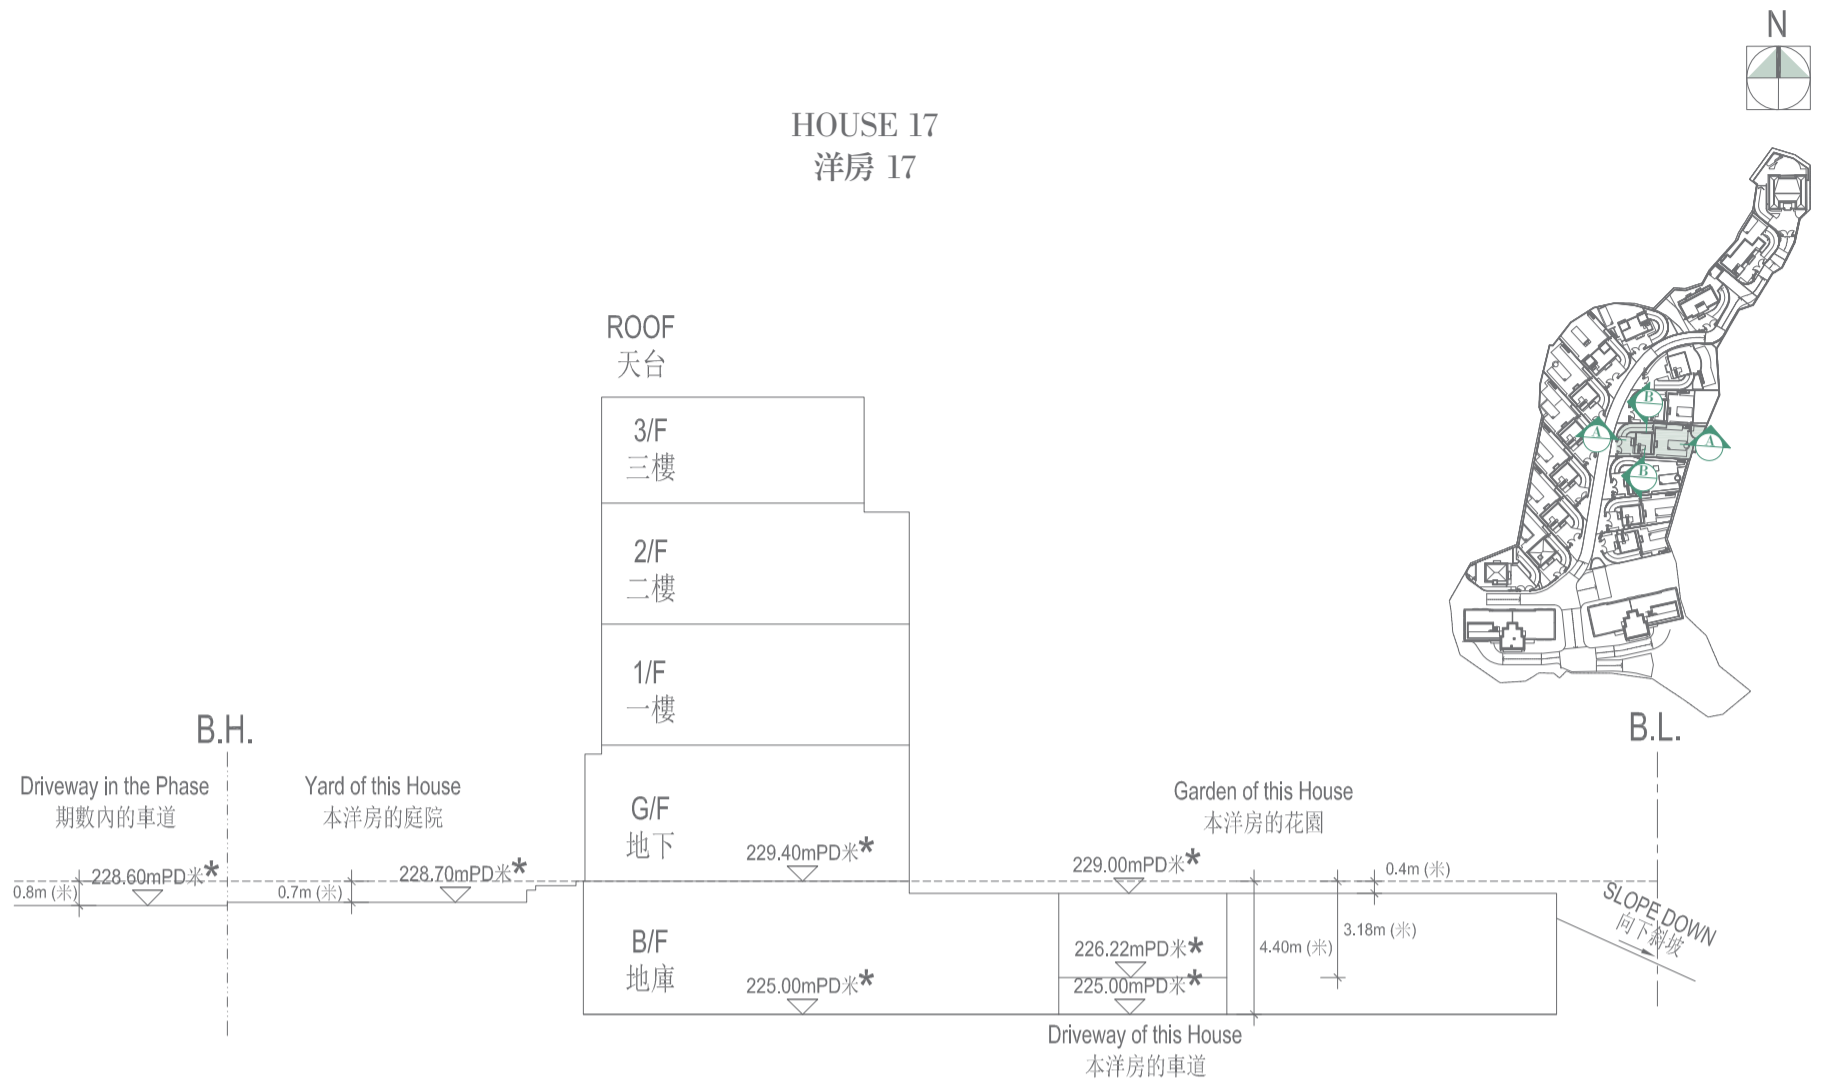 N
HOUSE 17
洋房 17
ROOF
天台
3/F
三樓
2/F
二樓
1/F
一樓
G/F
地下
B/F
地庫
B.H.
B.L.
Driveway in the Phase
期數內的車道
Yard of this House
本洋房的庭院
Garden of this House
本洋房的花園
228.60mPD米*
228.70mPD米*
229.40mPD米*
229.00mPD米*
0.8m (米)
0.7m (米)
0.4m (米)
3.18m (米)
4.40m (米)
226.22mPD米*
225.00mPD米*
225.00mPD米*
SLOPE DOWN
向下斜坡
Driveway of this House
本洋房的車道
B
A
A
B